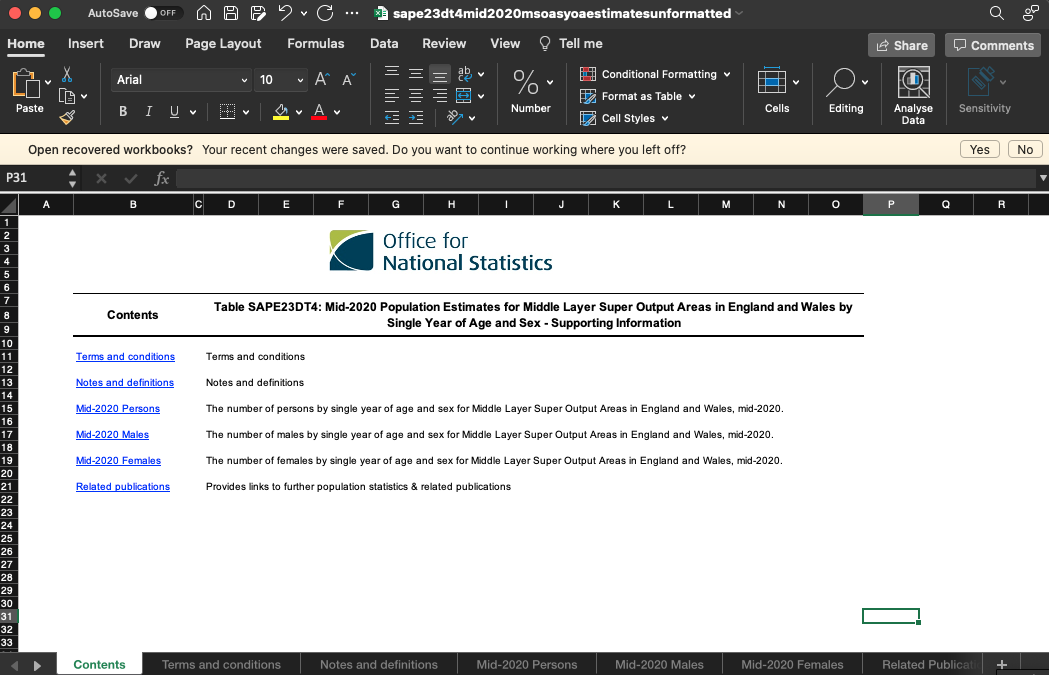 AutoSave OFF sape23dt4mid2020msoasyoaestimatesunformatted
Home Insert Draw Page Layout Formulas Data Review View Tell me Share Comments
Paste Arial 10 A A ab Conditional Formatting
Format as Table
B I U A % Number Cell Styles Cells Editing Analyse Data Sensitivity
Open recovered workbooks? Your recent changes were saved. Do you want to continue working where you left off? Yes No
P31 fx
A B C D E F G H I J K L M N O P Q R
1
2
3
4
5
6
7
8
9
10
11
12
13
14
15
16
17
18
19
20
21
22
23
24
25
26
27
28
29
30
31
32
33
Office for
National Statistics
Contents
Table SAPE23DT4: Mid-2020 Population Estimates for Middle Layer Super Output Areas in England and Wales by
Single Year of Age and Sex - Supporting Information
Terms and conditions Terms and conditions
Notes and definitions Notes and definitions
Mid-2020 Persons The number of persons by single year of age and sex for Middle Layer Super Output Areas in England and Wales, mid-2020.
Mid-2020 Males The number of males by single year of age and sex for Middle Layer Super Output Areas in England and Wales, mid-2020.
Mid-2020 Females The number of females by single year of age and sex for Middle Layer Super Output Areas in England and Wales, mid-2020.
Related publications Provides links to further population statistics & related publications
Contents Terms and conditions Notes and definitions Mid-2020 Persons Mid-2020 Males Mid-2020 Females Related Publicati +